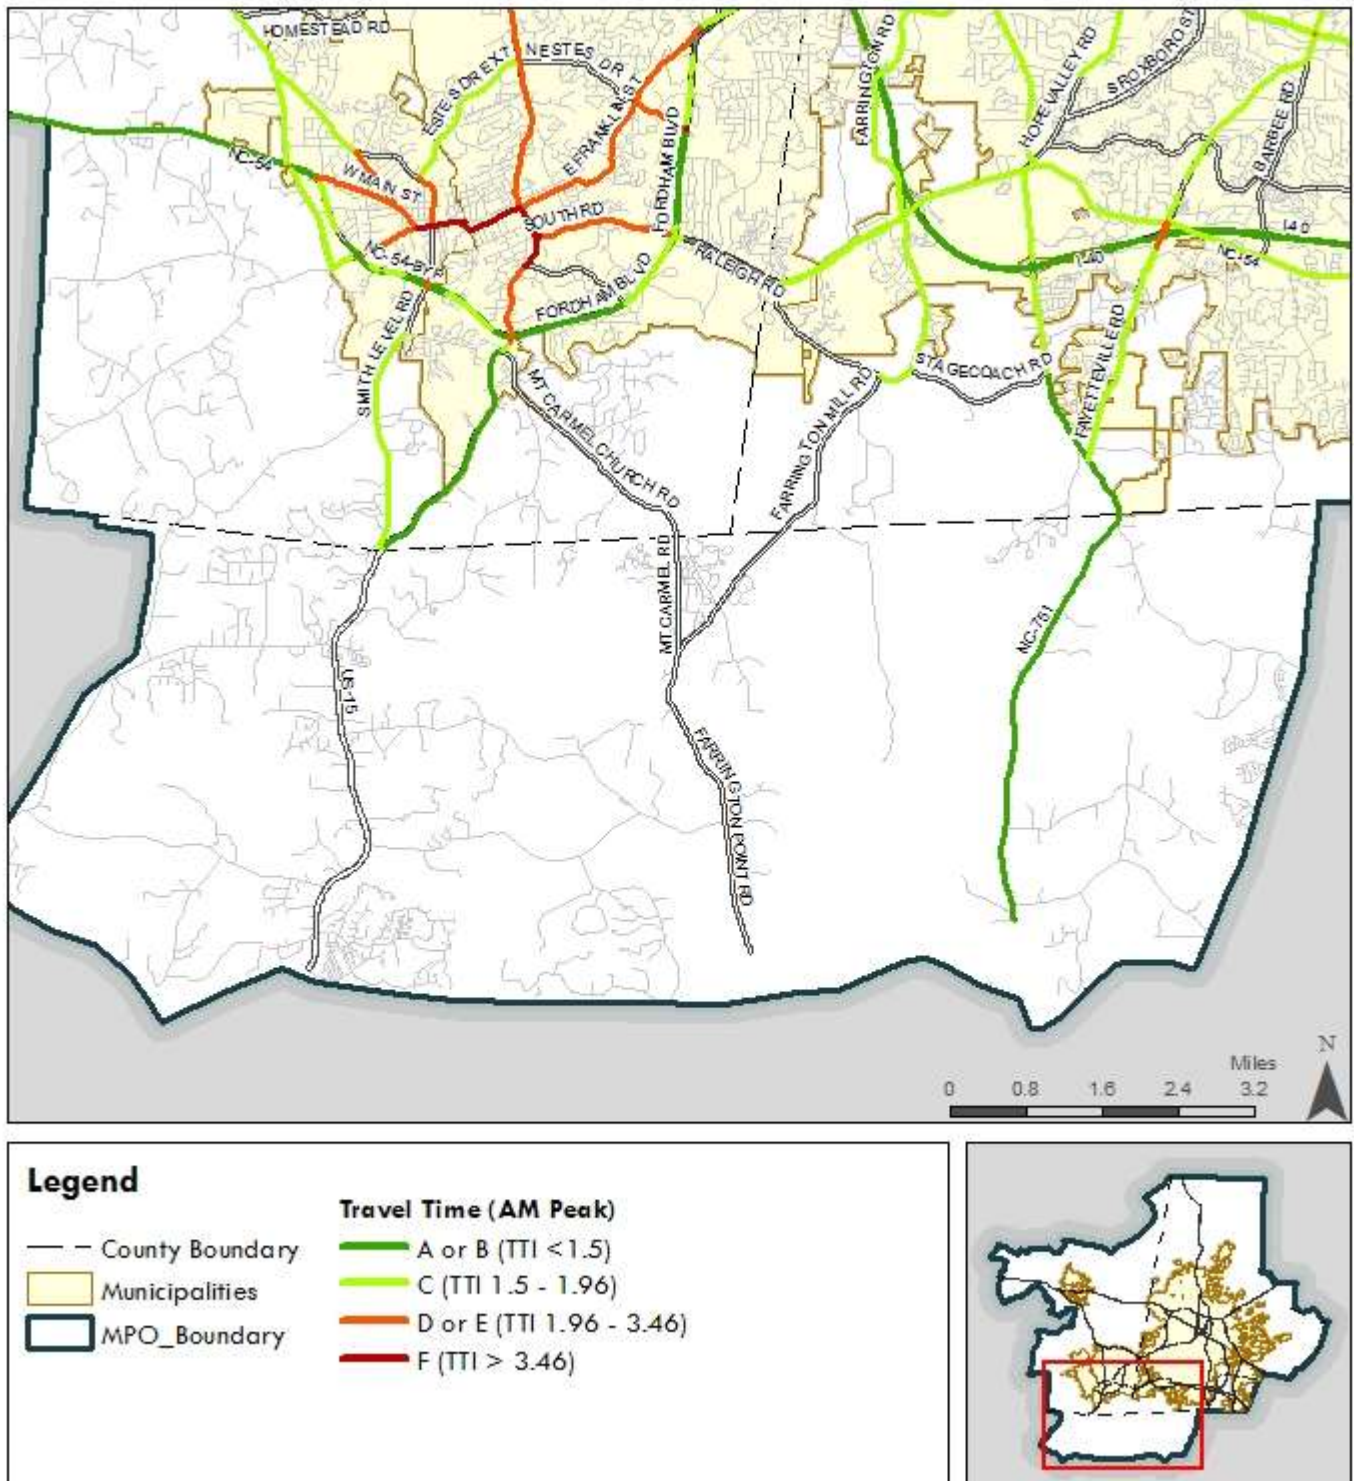 HOMESTEAD RD
ESTES DR EXT
NESTES DR
E FRANKLIN ST
FORDHAM BLVD
FARRINGTON RD
HOPE VALLEY RD
S ROXBORO ST
BARBEE RD
NC-54
W MAIN ST
SOUTH RD
NC-54-BYP
RALEIGH RD
I-40
I-40
NC-54
FORDHAM BLVD
SMITH LEVEL RD
MT CARMEL CHURCH RD
FARRINGTON MILL RD
STAGECOACH RD
FAYETTEVILLE RD
MT CARMEL RD
NC-751
US-15
FARRINGTON POINT RD
N
Miles
0 0.8 1.6 2.4 3.2
Legend
County Boundary
Municipalities
MPO_Boundary
Travel Time (AM Peak)
A or B (TTI <1.5)
C (TTI 1.5 - 1.96)
D or E (TTI 1.96 - 3.46)
F (TTI > 3.46)